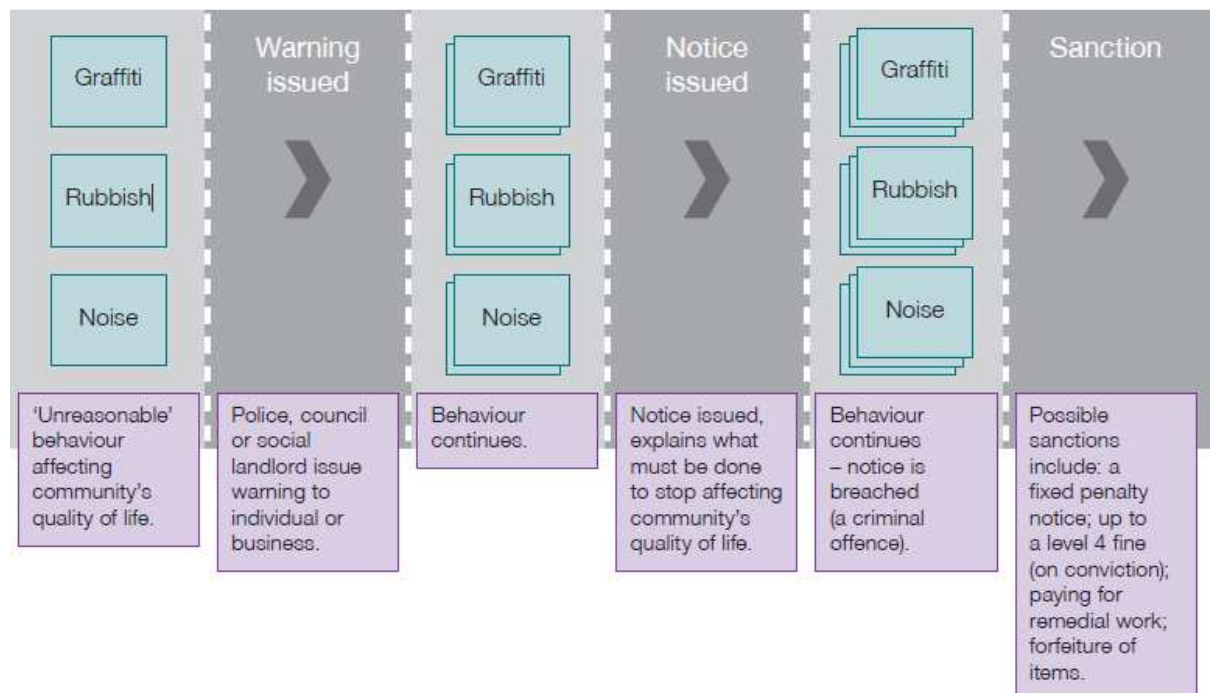 Graffiti
Rubbish
Noise
Warning
issued
Graffiti
Rubbish
Noise
Notice
issued
Graffiti
Rubbish
Noise
Sanction
‘Unreasonable’
behaviour
affecting
community’s
quality of life.
Police, council
or social
landlord issue
warning to
individual or
business.
Behaviour
continues.
Notice issued,
explains what
must be done
to stop affecting
community’s
quality of life.
Behaviour
continues
– notice is
breached
(a criminal
offence).
Possible
sanctions
include: a
fixed penalty
notice; up to
a level 4 fine
(on conviction);
paying for
remedial work;
forfeiture of
items.